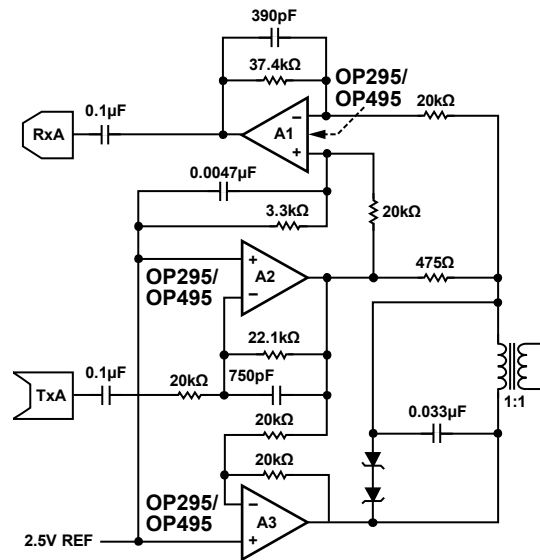 390pF
37.4kΩ
OP295/
OP495
0.1µF
RxA
A1
−
+
20kΩ
0.0047µF
3.3kΩ
20kΩ
475Ω
OP295/
OP495
+
A2
−
22.1kΩ
0.1µF
TxA
20kΩ
750pF
1:1
0.033µF
20kΩ
20kΩ
OP295/
OP495
−
A3
+
2.5V REF